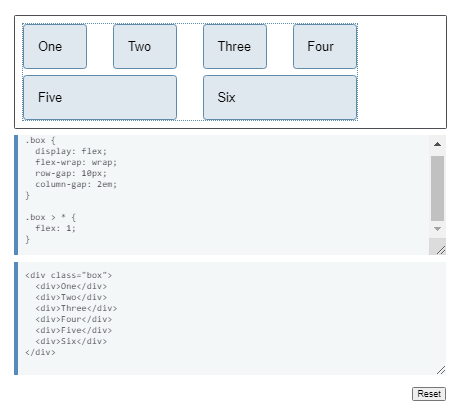 One Two Three Four
Five Six
.box {
  display: flex;
  flex-wrap: wrap;
  row-gap: 10px;
  column-gap: 2em;
}

.box > * {
  flex: 1;
}
<div class="box">
  <div>One</div>
  <div>Two</div>
  <div>Three</div>
  <div>Four</div>
  <div>Five</div>
  <div>Six</div>
</div>
Reset